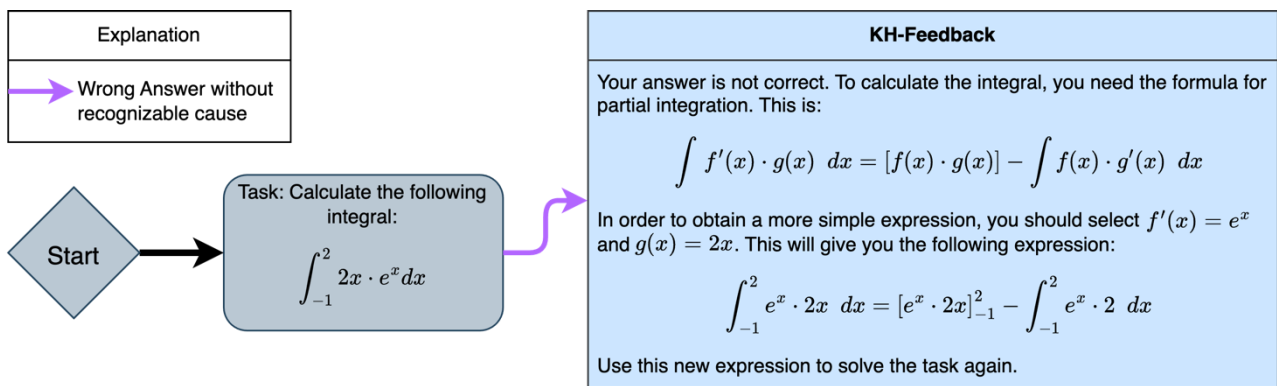 Explanation
Wrong Answer without
recognizable cause
Start
Task: Calculate the following
integral:
∫_{-1}^{2} 2x · e^x dx
KH-Feedback
Your answer is not correct. To calculate the integral, you need the formula for
partial integration. This is:
∫ f′(x) · g(x) dx = [f(x) · g(x)] − ∫ f(x) · g′(x) dx
In order to obtain a more simple expression, you should select f′(x) = e^x
and g(x) = 2x. This will give you the following expression:
∫_{-1}^{2} e^x · 2x dx = [e^x · 2x]_{-1}^{2} − ∫_{-1}^{2} e^x · 2 dx
Use this new expression to solve the task again.